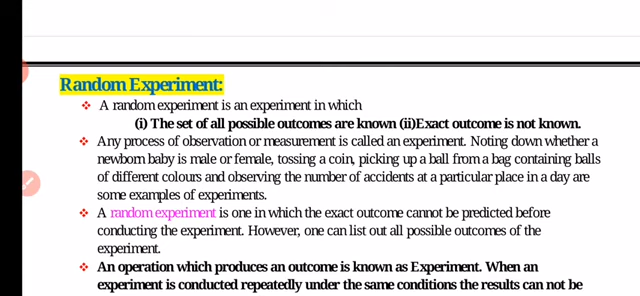 Random Experiment:
❖ A random experiment is an experiment in which
(i) The set of all possible outcomes are known (ii)Exact outcome is not known.
❖ Any process of observation or measurement is called an experiment. Noting down whether a
newborn baby is male or female, tossing a coin, picking up a ball from a bag containing balls
of different colours and observing the number of accidents at a particular place in a day are
some examples of experiments.
❖ A random experiment is one in which the exact outcome cannot be predicted before
conducting the experiment. However, one can list out all possible outcomes of the
experiment.
❖ An operation which produces an outcome is known as Experiment. When an
experiment is conducted repeatedly under the same conditions the results can not be